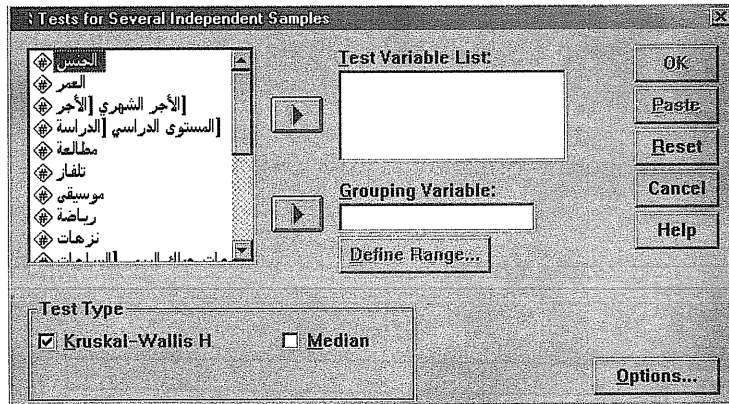 Tests for Several Independent Samples
الجنس
العمر
الأجر الشهري [الأجر
المستوى الدراسي [الدراسة
مطالعة
تلفاز
موسيقى
رياضة
نزهات
Test Variable List:
Grouping Variable:
Define Range...
OK
Paste
Reset
Cancel
Help
Test Type
Kruskal-Wallis H
Median
Options...